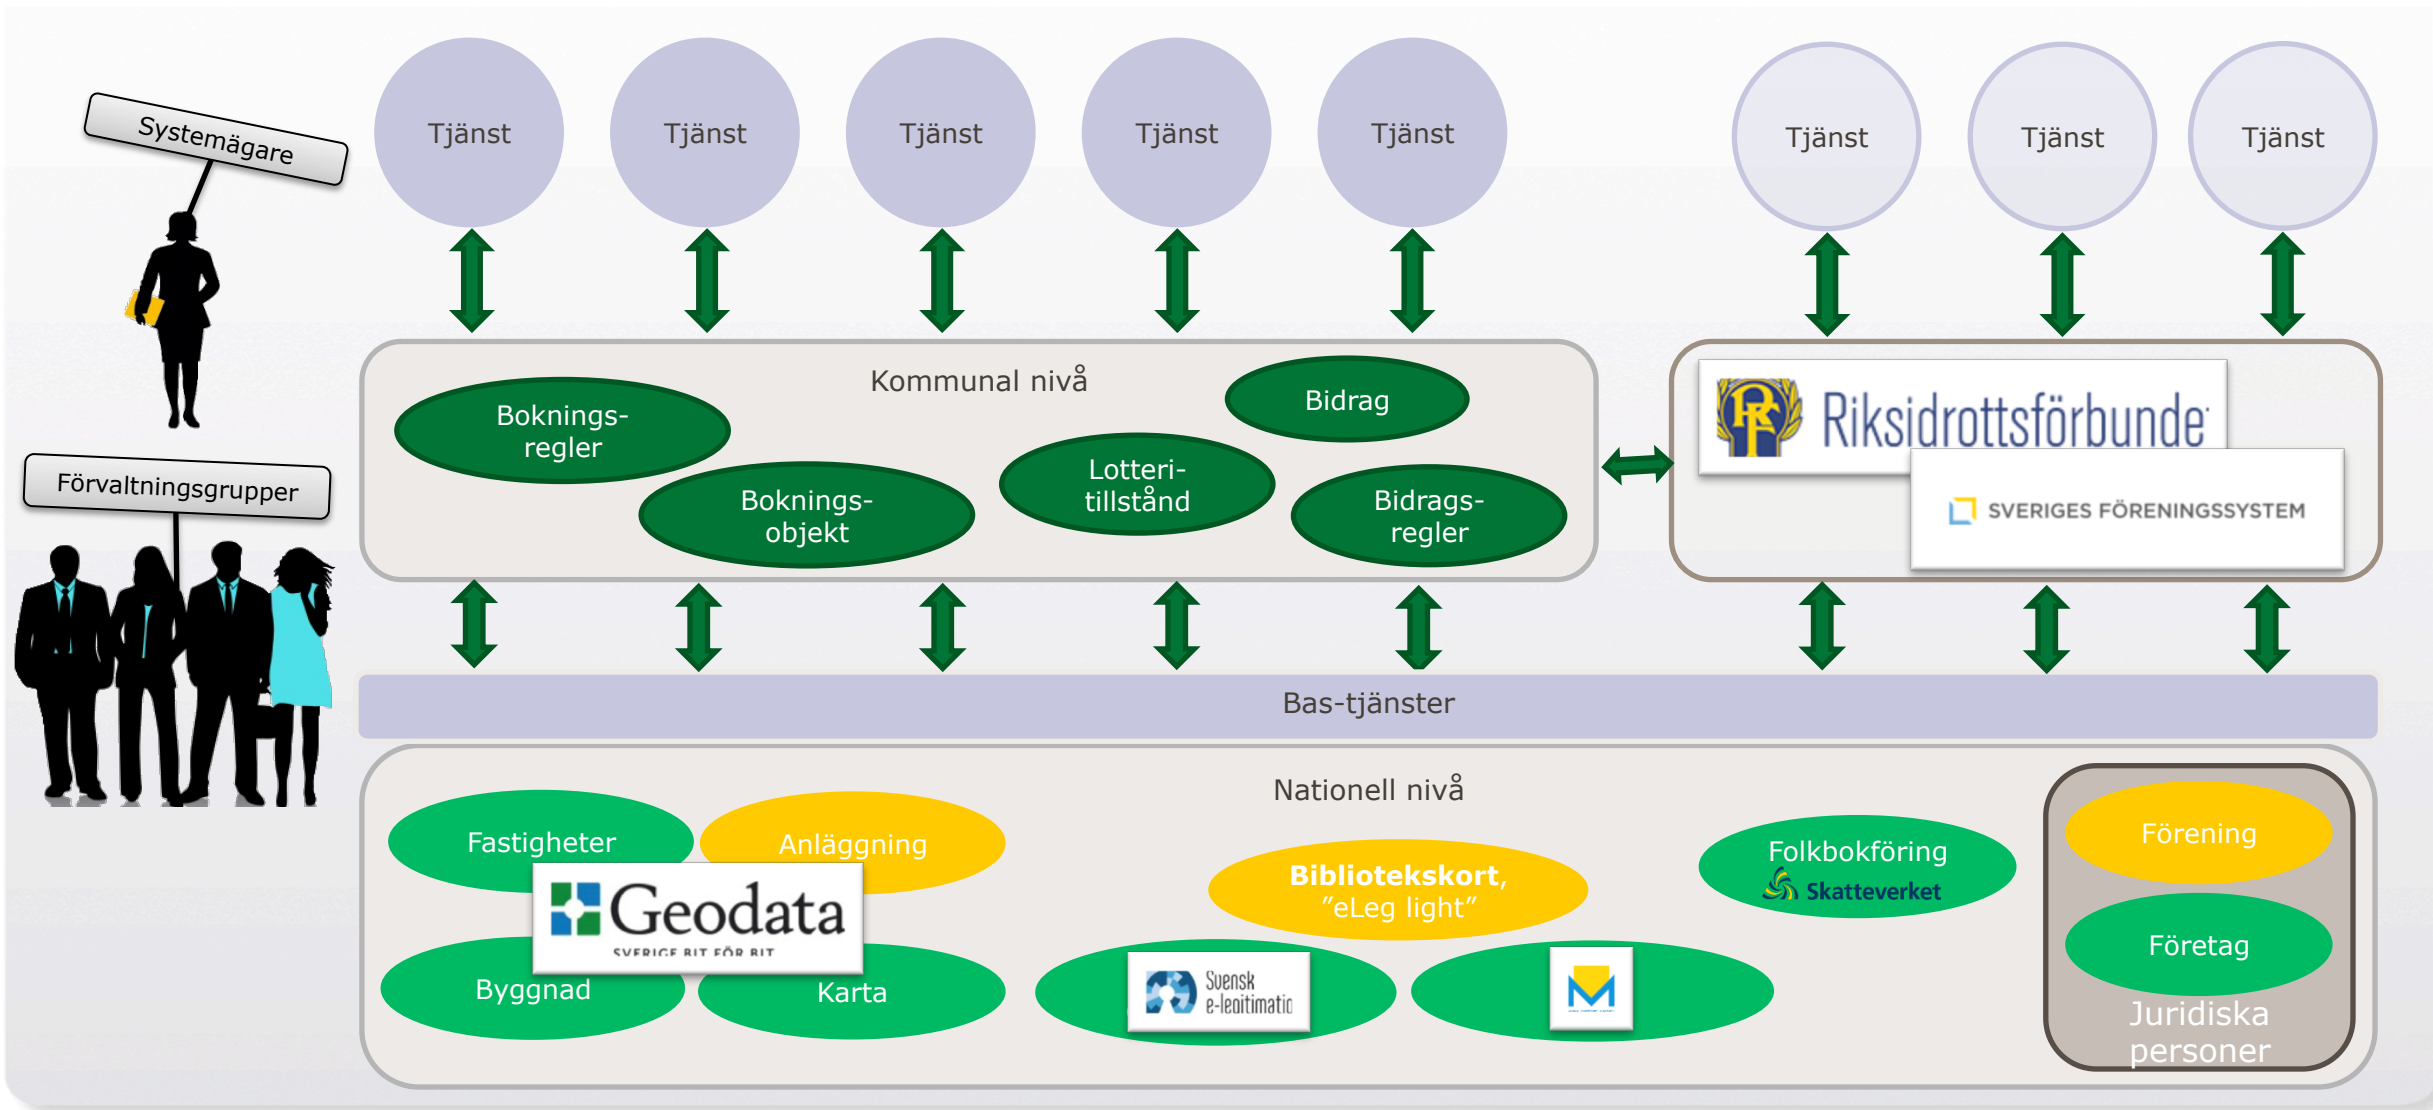 Systemägare
Tjänst
Tjänst
Tjänst
Tjänst
Tjänst
Tjänst
Tjänst
Tjänst
Förvaltningsgrupper
Kommunal nivå
Boknings-
regler
Boknings-
objekt
Lotteri-
tillstånd
Bidrag
Bidrags-
regler
Riksidrottsförbunde
SVERIGES FÖRENINGSSYSTEM
Bas-tjänster
Nationell nivå
Fastigheter
Anläggning
Geodata
SVERIGE BIT FÖR BIT
Byggnad
Karta
Bibliotekskort,
”eLeg light”
Svensk
e-legitimatio
Folkbokföring
Skatteverket
Förening
Företag
Juridiska
personer